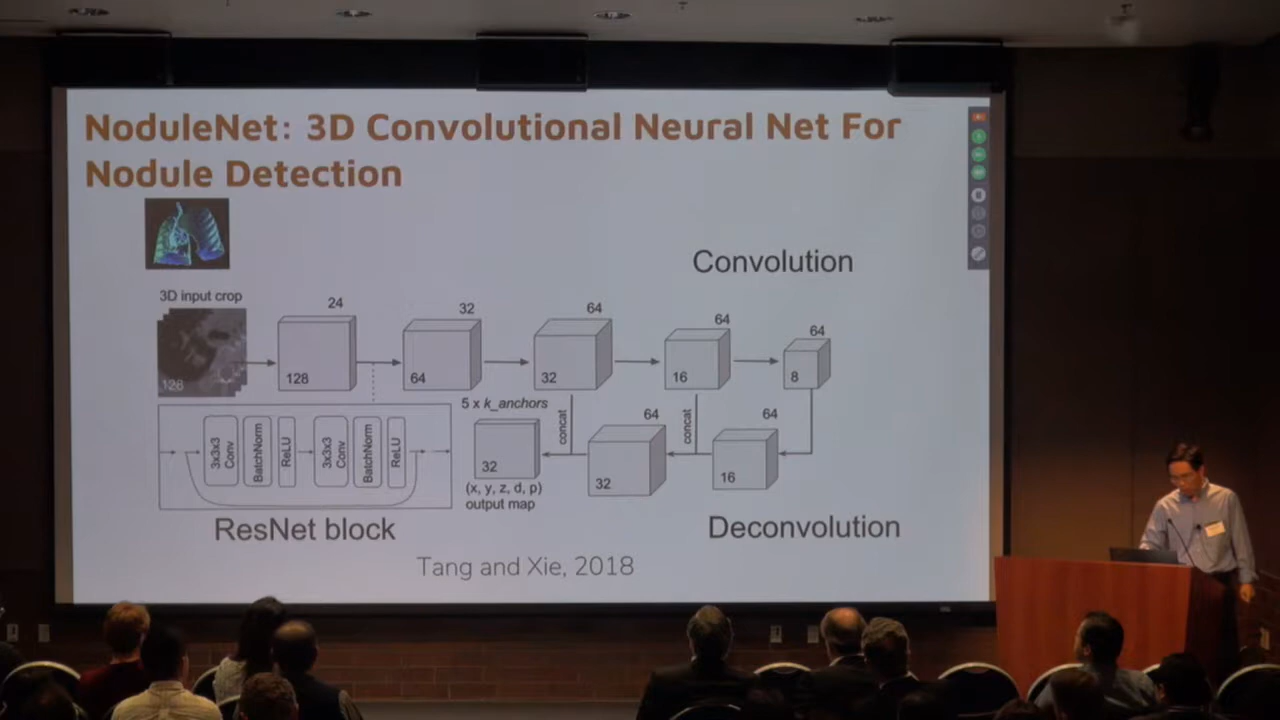 NoduleNet: 3D Convolutional Neural Net For
Nodule Detection
Convolution
3D input crop
24
32
64
64
64
126
128
64
32
16
8
5 x k_anchors
concat
64
concat
64
3x3x3
Conv
BatchNorm
ReLU
3x3x3
Conv
BatchNorm
ReLU
32
32
16
(x, y, z, d, p)
output map
ResNet block
Deconvolution
Tang and Xie, 2018